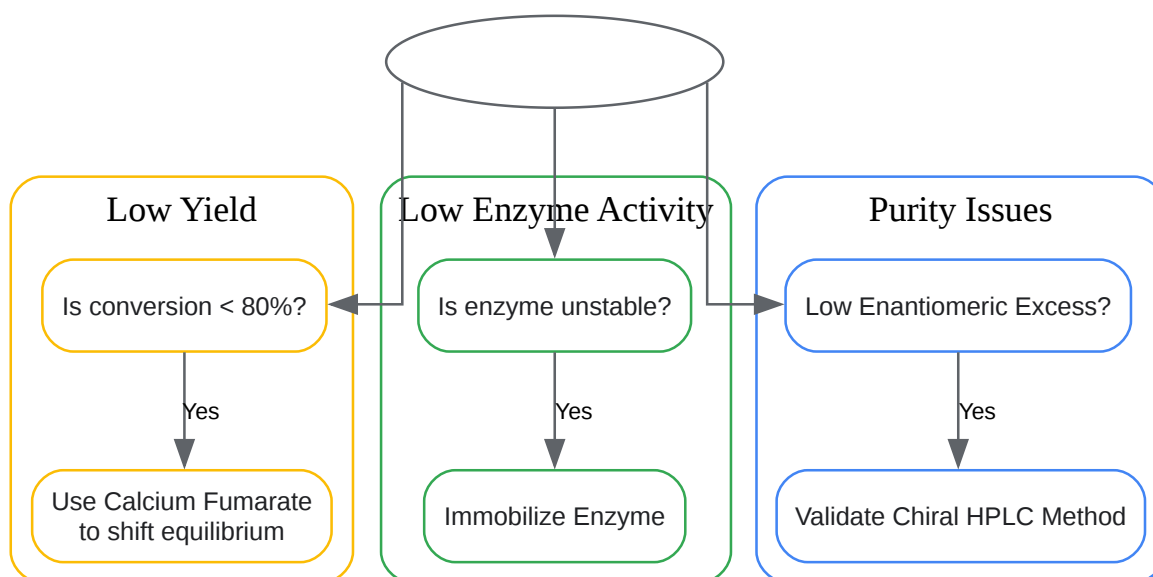 Low Yield
Low Enzyme Activity
Purity Issues
Is conversion < 80%?
Is enzyme unstable?
Low Enantiomeric Excess?
Yes
Yes
Yes
Use Calcium Fumarate
to shift equilibrium
Immobilize Enzyme
Validate Chiral HPLC Method